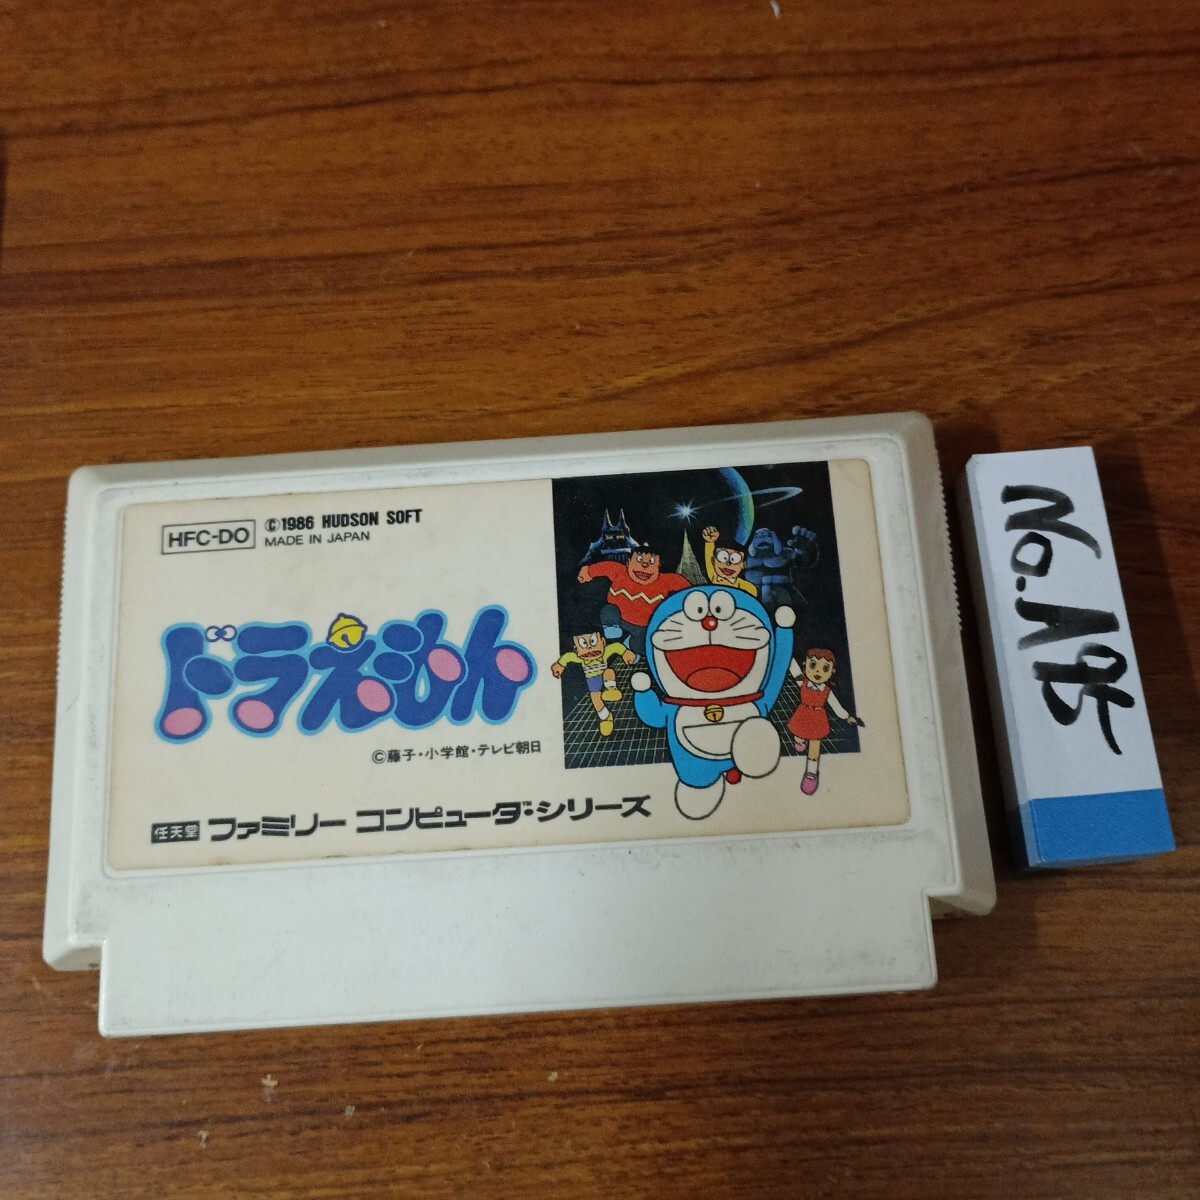 HFC-DO
©1986 HUDSON SOFT
MADE IN JAPAN
ドラえもん
©藤子・小学館・テレビ朝日
任天堂 ファミリー コンピュータ・シリーズ
No.195